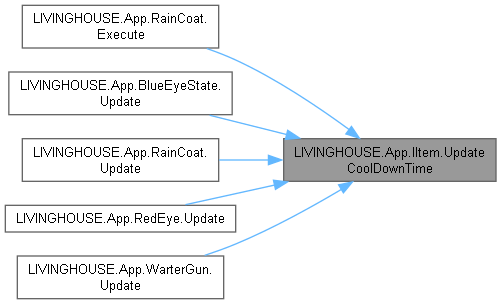 LIVINGHOUSE.App.RainCoat.
Execute
LIVINGHOUSE.App.BlueEyeState.
Update
LIVINGHOUSE.App.RainCoat.
Update
LIVINGHOUSE.App.RedEye.Update
LIVINGHOUSE.App.WarterGun.
Update
LIVINGHOUSE.App.IItem.Update
CoolDownTime